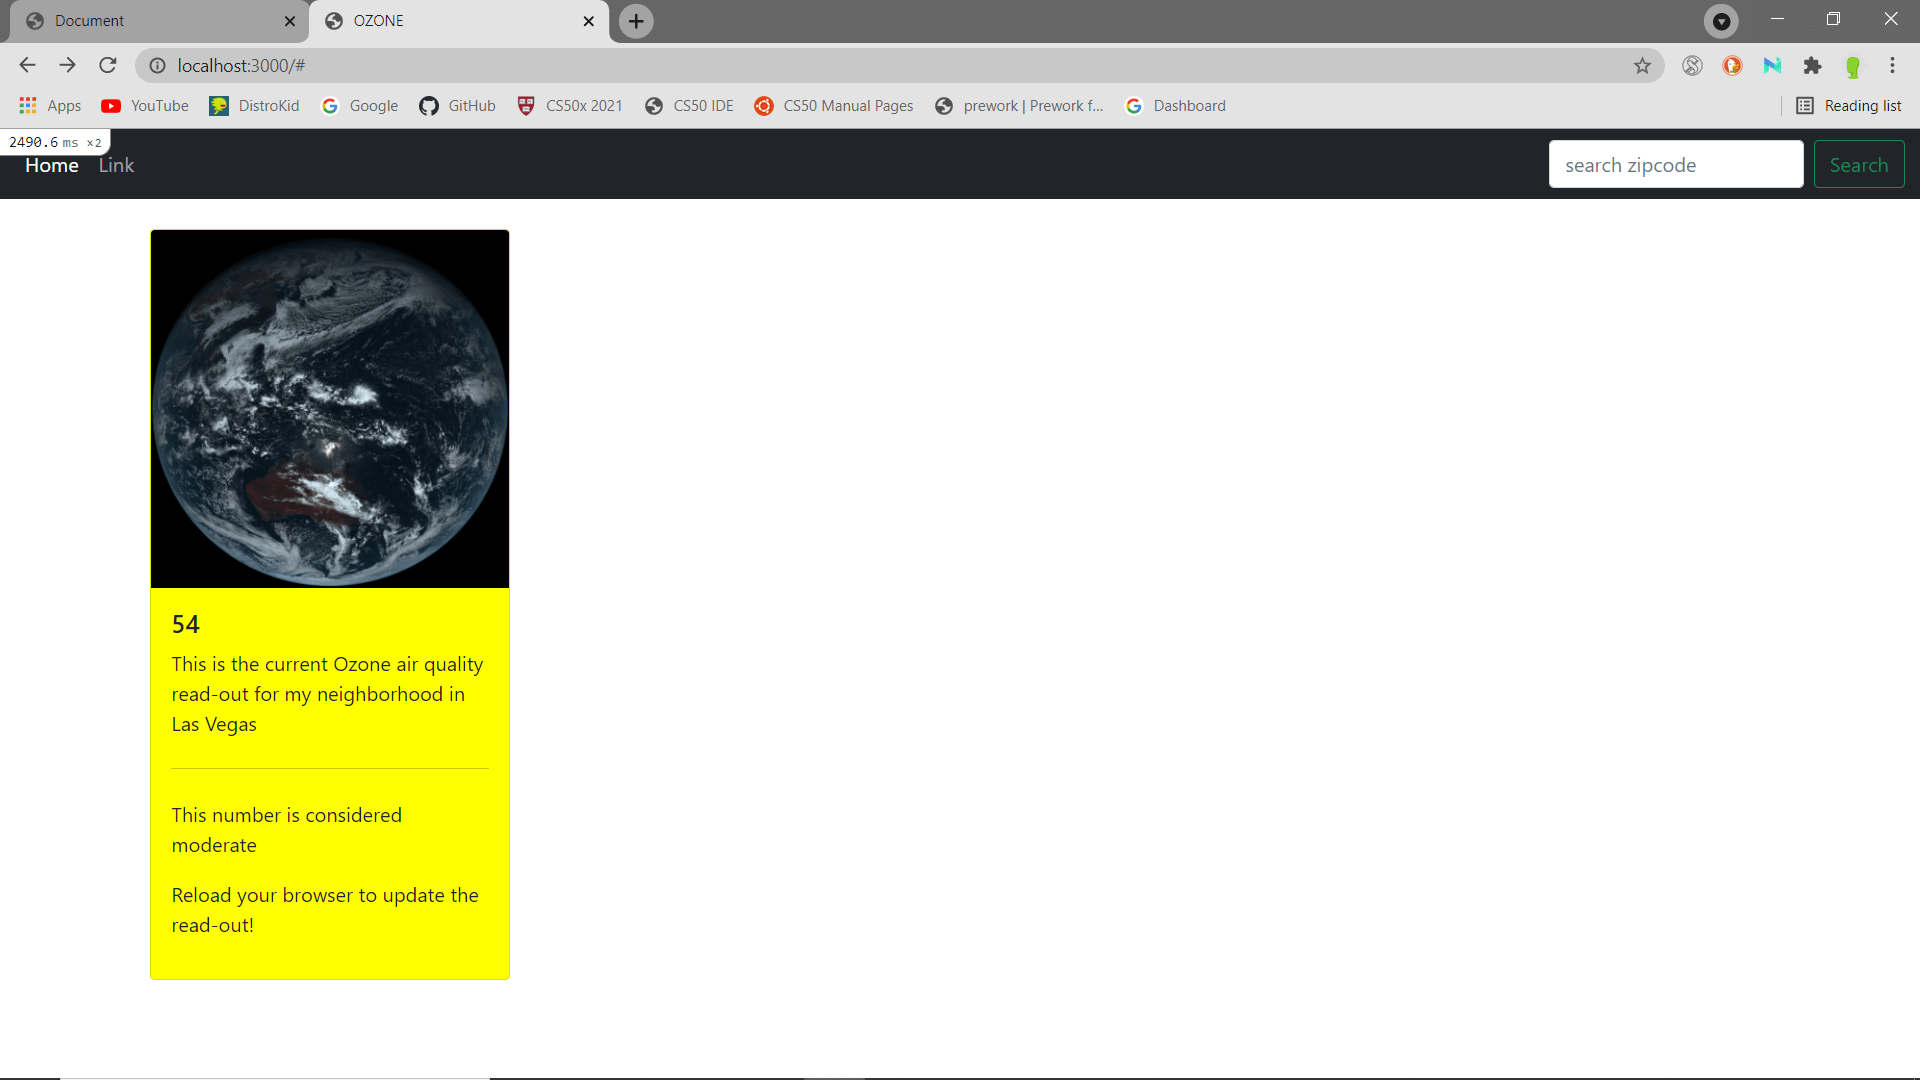 Document
OZONE
localhost:3000/#
Apps YouTube DistroKid Google GitHub CS50x 2021 CS50 IDE CS50 Manual Pages prework | Prework f... Dashboard Reading list
2490.6 ms ×2
Home Link search zipcode Search
54
This is the current Ozone air quality
read-out for my neighborhood in
Las Vegas
This number is considered
moderate
Reload your browser to update the
read-out!